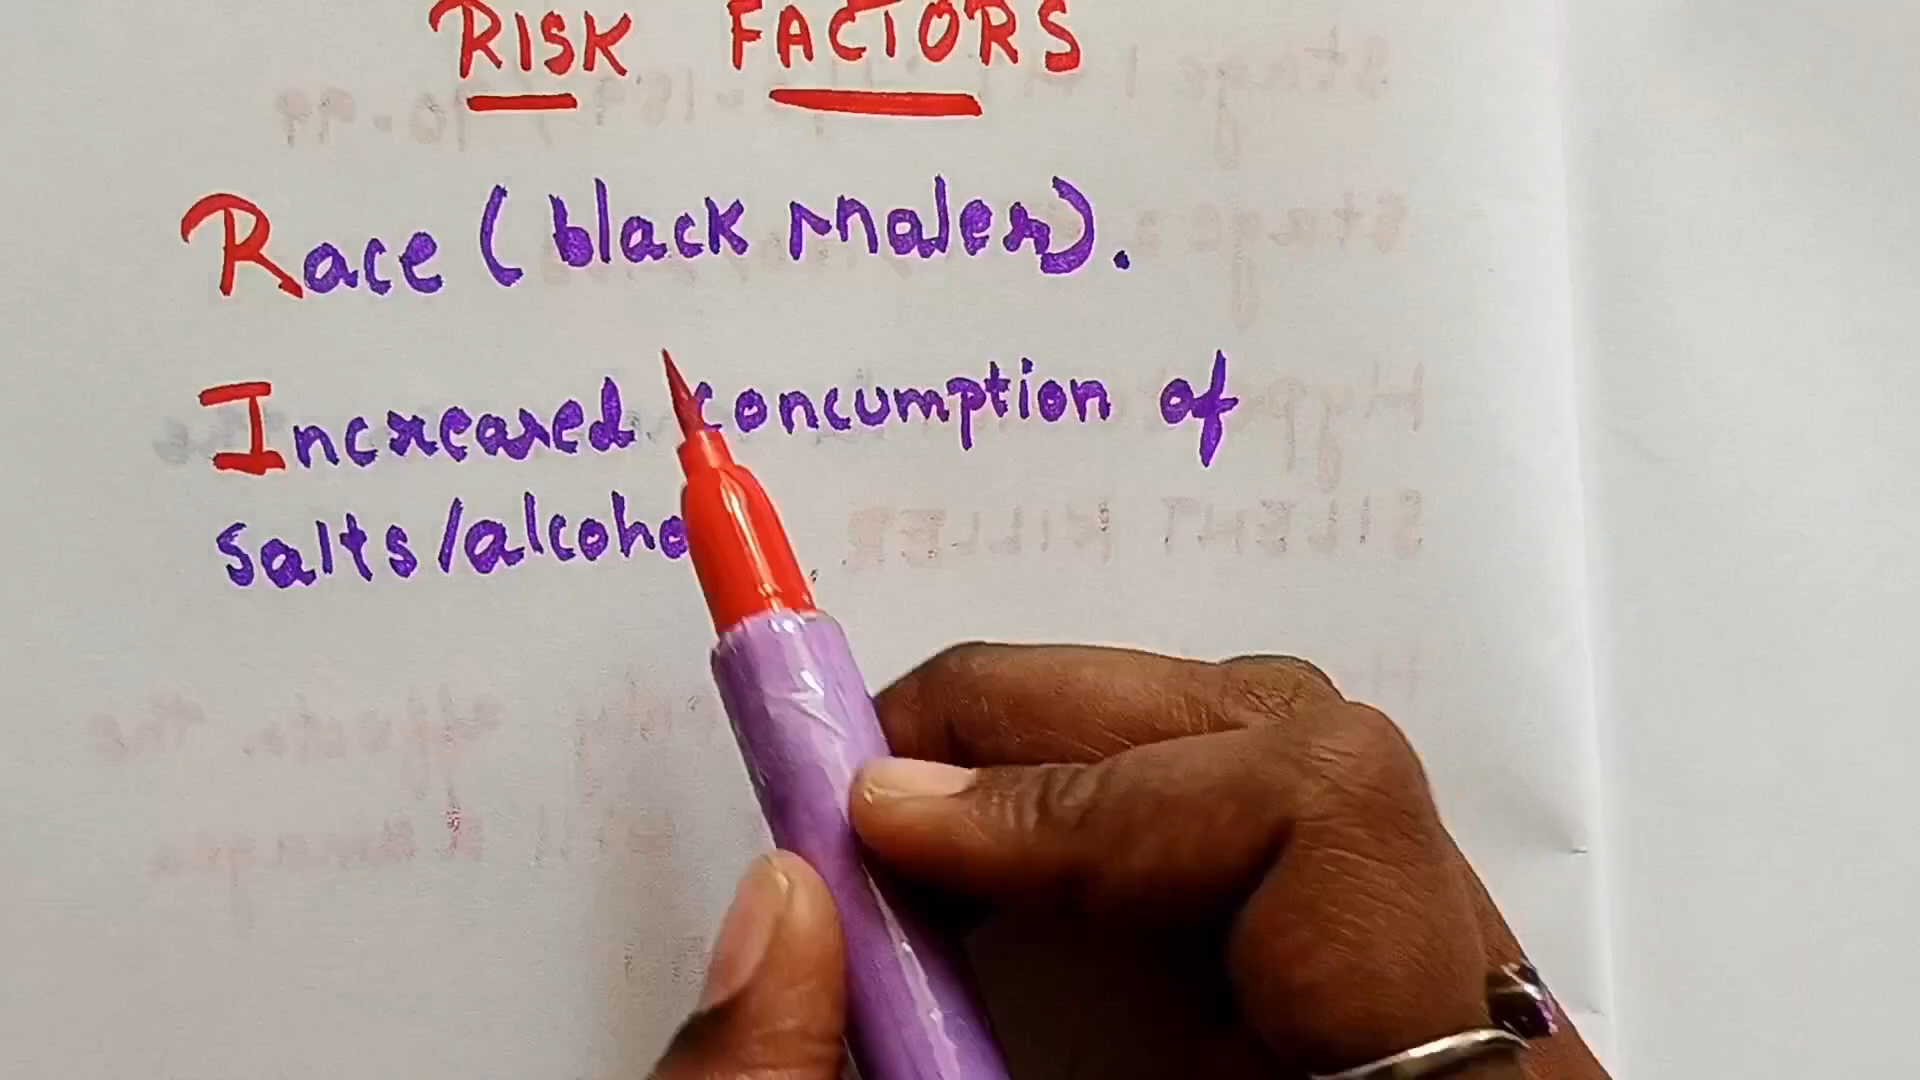 RISK FACTORS
Race (black males).
Increased concumption of
salts/alcoho